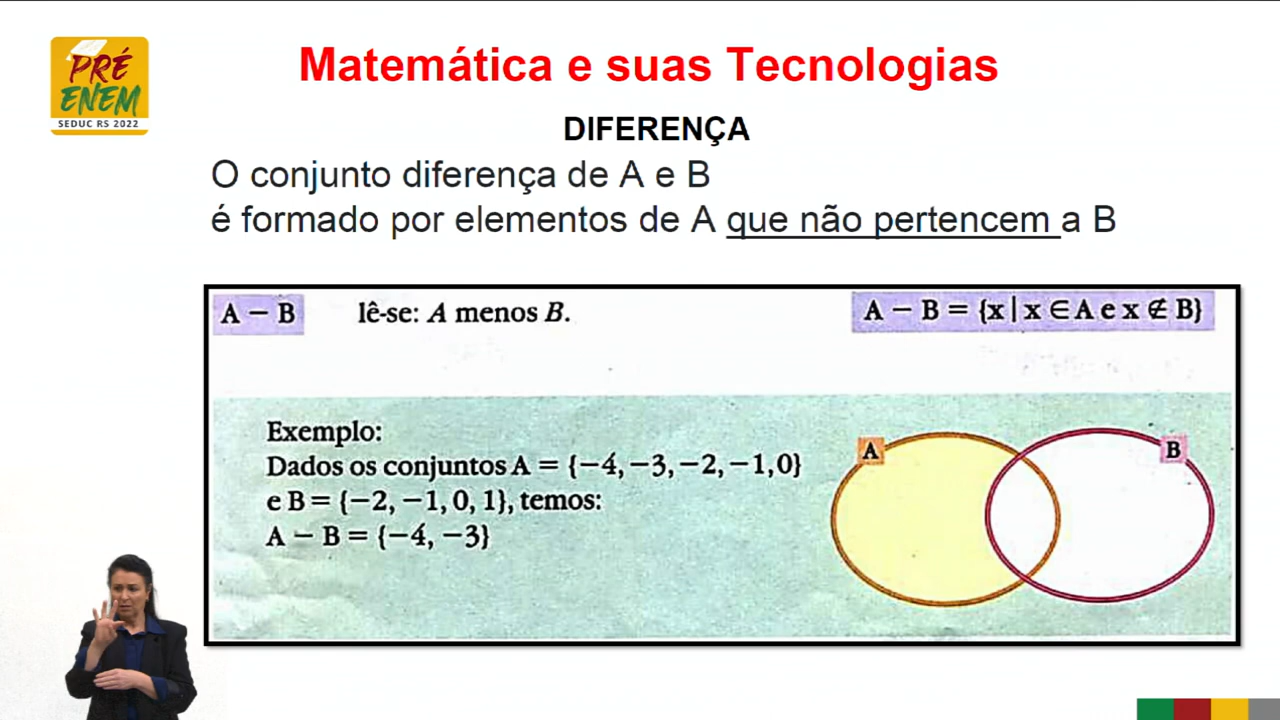 PRÉ
ENEM
SEDUC RS 2022
Matemática e suas Tecnologias
DIFERENÇA
O conjunto diferença de A e B
é formado por elementos de A que não pertencem a B
A − B lê-se: A menos B. A − B = {x | x ∈ A e x ∉ B}
Exemplo:
Dados os conjuntos A = {−4, −3, −2, −1, 0}
e B = {−2, −1, 0, 1}, temos:
A − B = {−4, −3}
A
B